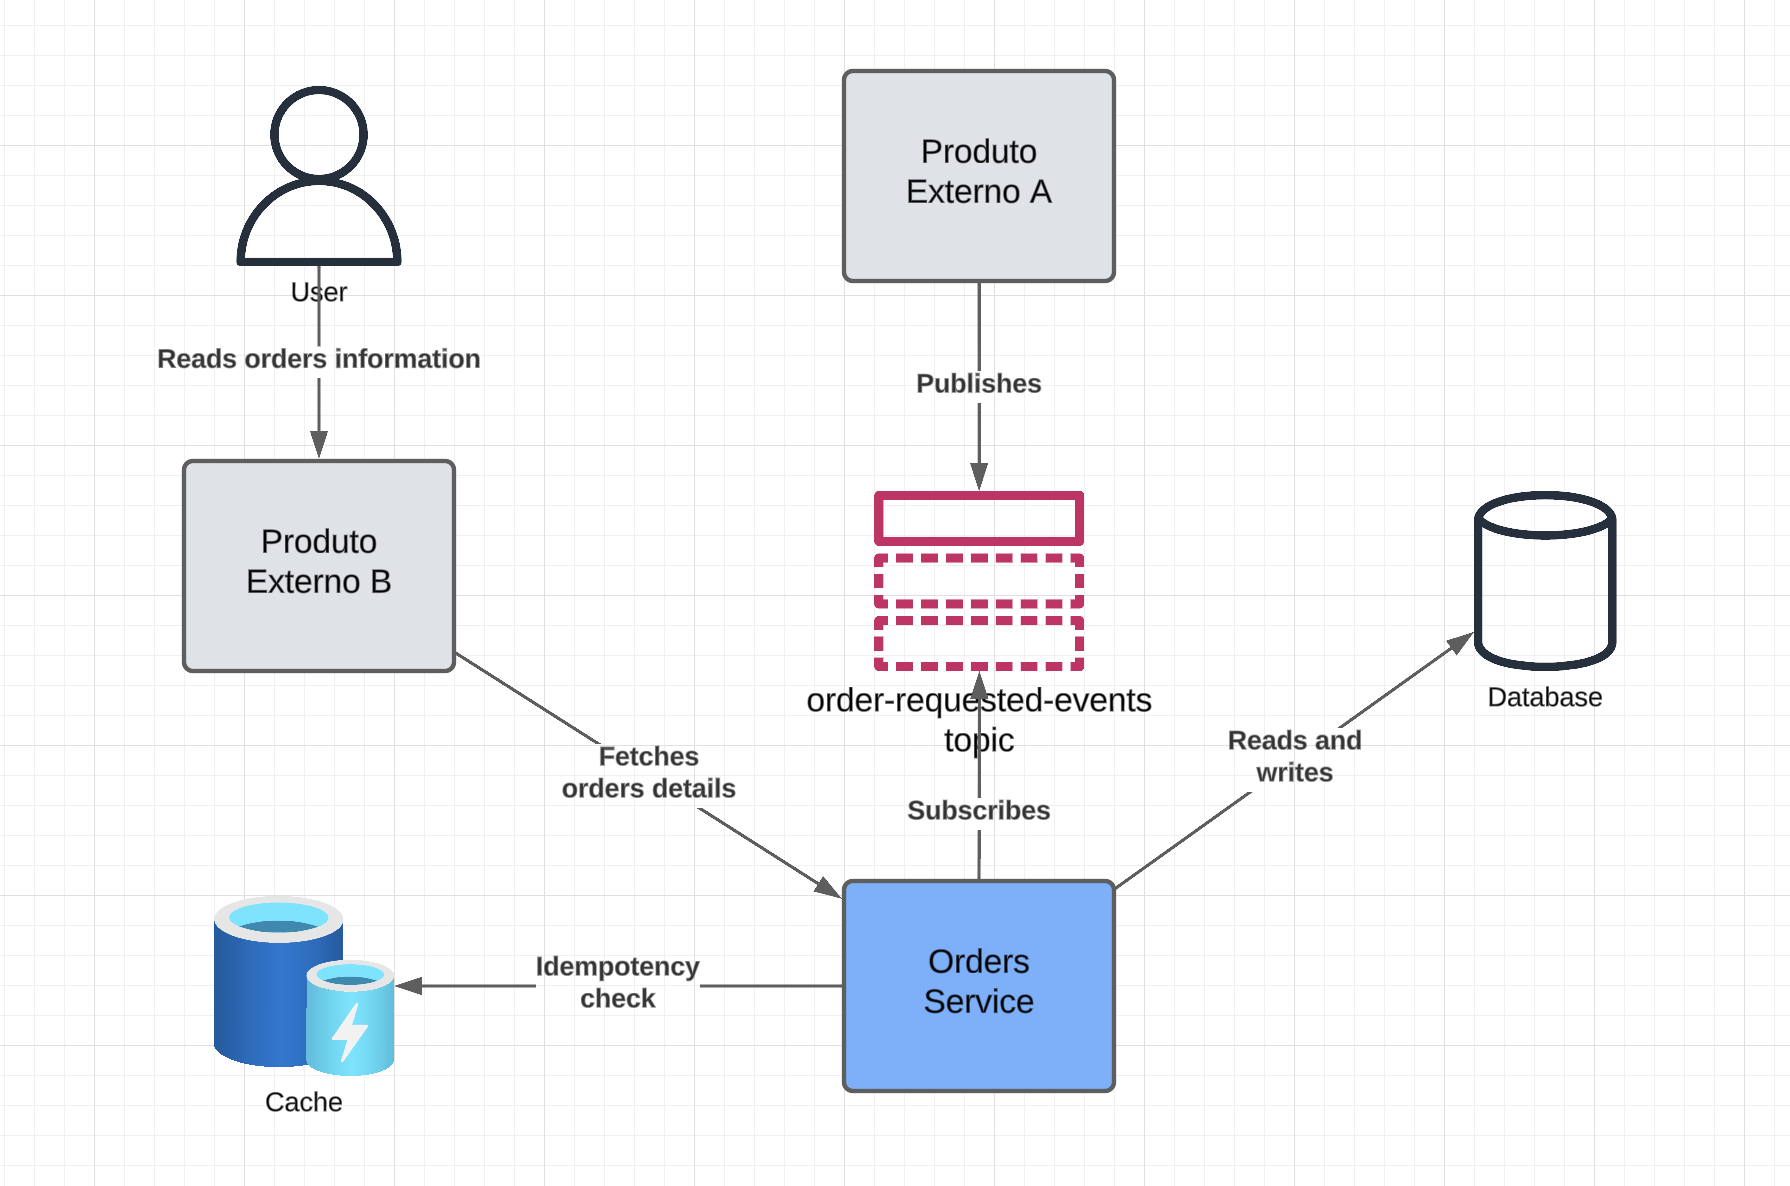 Produto
Externo A
User
Reads orders information
Publishes
Produto
Externo B
order-requested-events
topic
Database
Fetches
orders details
Reads and
writes
Subscribes
Idempotency
check
Orders
Service
Cache